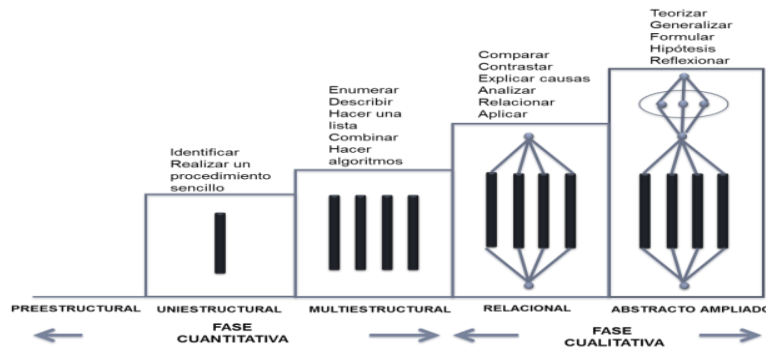 Identificar
Realizar un
procedimiento
sencillo
Enumerar
Describir
Hacer una
lista
Combinar
Hacer
algoritmos
Comparar
Contrastar
Explicar causas
Analizar
Relacionar
Aplicar
Teorizar
Generalizar
Formular
Hipótesis
Reflexionar
PREESTRUCTURAL
UNIESTRUCTURAL
MULTIESTRUCTURAL
RELACIONAL
ABSTRACTO AMPLIADO
FASE
CUANTITATIVA
FASE
CUALITATIVA